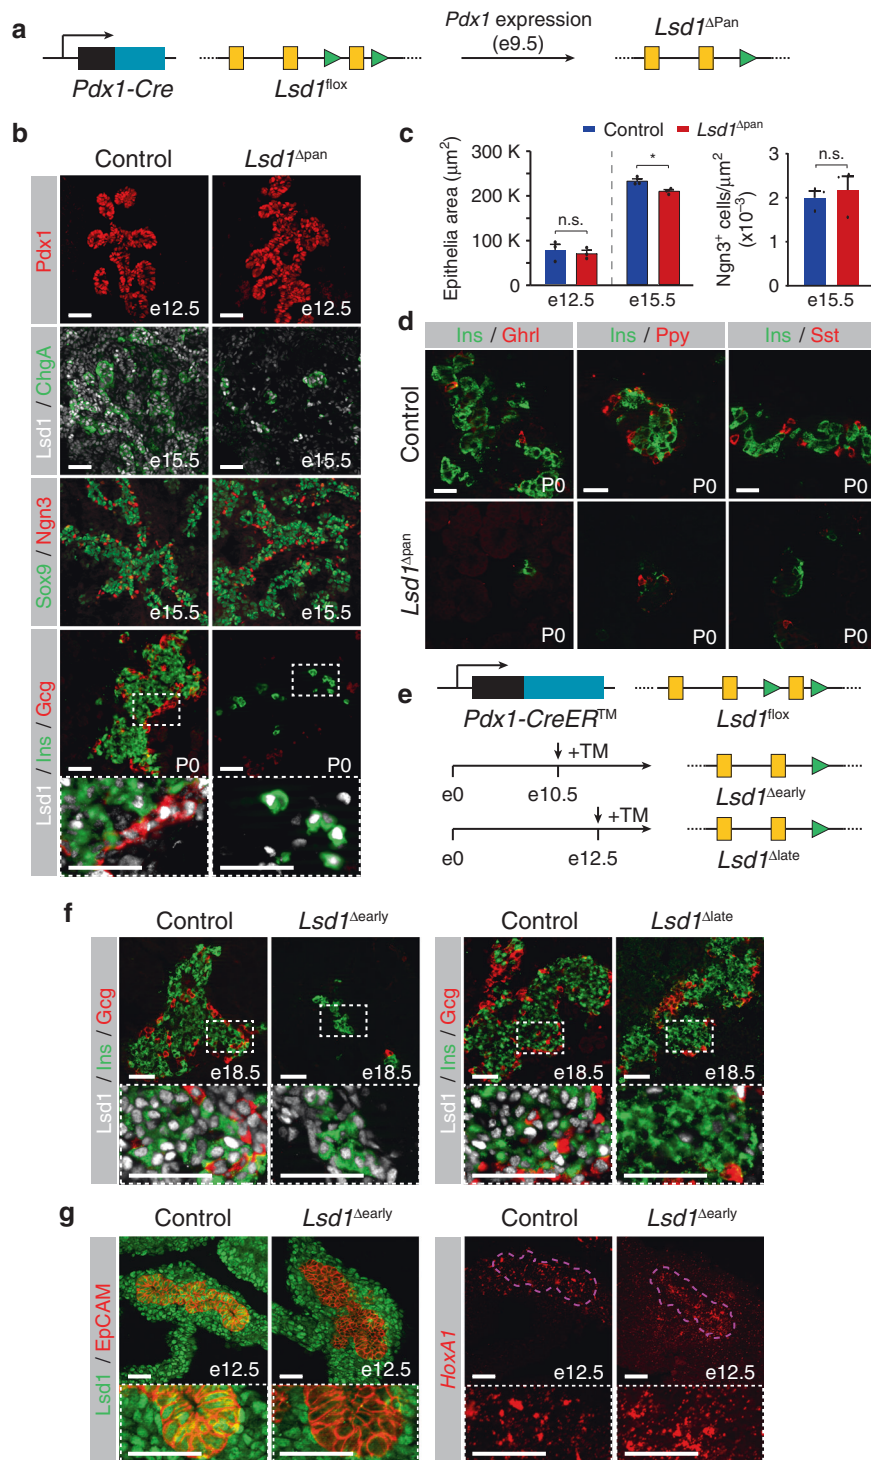 a
Pdx1-Cre
Lsd1flox
Pdx1 expression
(e9.5)
Lsd1ΔPan
b
Control
Lsd1Δpan
Pdx1
e12.5
e12.5
Lsd1 / ChgA
e15.5
e15.5
Sox9 / Ngn3
e15.5
e15.5
Lsd1 / Ins / Gcg
P0
P0
c
Control
Lsd1Δpan
Epithelia area (μm²)
300 K
200 K
100 K
0
n.s.
*
e12.5
e15.5
Ngn3⁺ cells/μm²
(x10⁻³)
3
2
1
0
n.s.
e15.5
d
Ins / Ghrl
Ins / Ppy
Ins / Sst
Control
P0
P0
P0
Lsd1Δpan
P0
P0
P0
e
Pdx1-CreERTM
Lsd1flox
+TM
e0
e10.5
Lsd1Δearly
+TM
e0
e12.5
Lsd1Δlate
f
Control
Lsd1Δearly
Lsd1 / Ins / Gcg
e18.5
e18.5
Control
Lsd1Δlate
Lsd1 / Ins / Gcg
e18.5
e18.5
g
Control
Lsd1Δearly
Lsd1 / EpCAM
e12.5
e12.5
Control
Lsd1Δearly
HoxA1
e12.5
e12.5